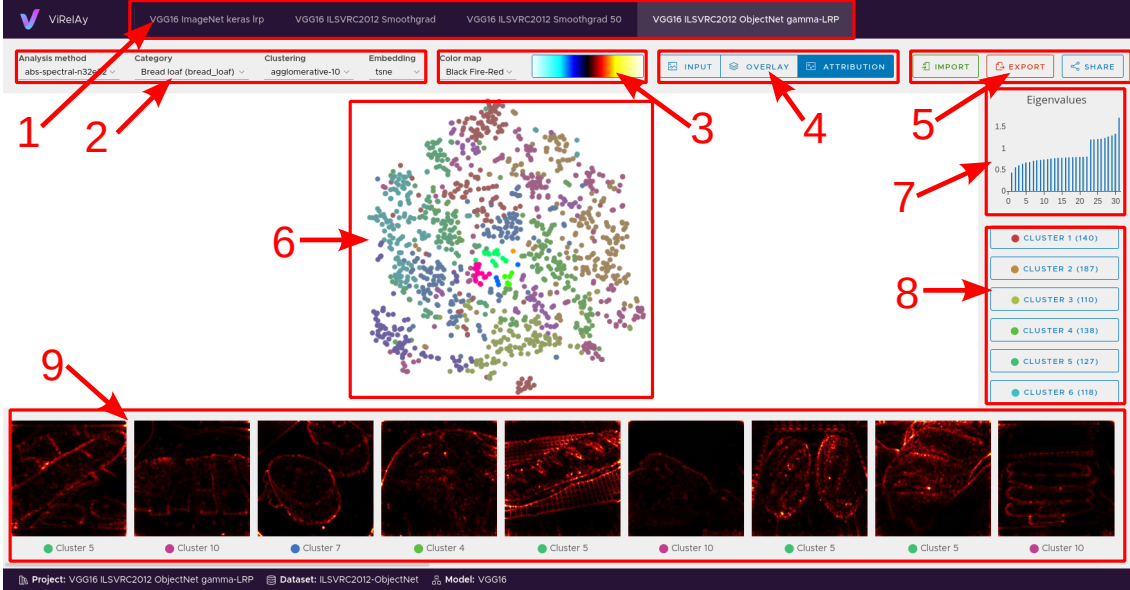 ViRelAy
VGG16 ImageNet keras lrp
VGG16 ILSVRC2012 Smoothgrad
VGG16 ILSVRC2012 Smoothgrad 50
VGG16 ILSVRC2012 ObjectNet gamma-LRP
Analysis method
Category
Clustering
Embedding
Color map
Bread loaf (bread_loaf)
agglomerative-10
tsne
Black Fire-Red
INPUT
OVERLAY
ATTRIBUTION
IMPORT
EXPORT
SHARE
1
2
3
4
5
Eigenvalues
1.5
1
0.5
0
0 5 10 15 20 25 30
7
6
CLUSTER 1 (140)
CLUSTER 2 (187)
CLUSTER 3 (110)
CLUSTER 4 (138)
CLUSTER 5 (127)
CLUSTER 6 (118)
8
9
Cluster 5
Cluster 10
Cluster 7
Cluster 4
Cluster 5
Cluster 10
Cluster 5
Cluster 5
Cluster 10
Project: VGG16 ILSVRC2012 ObjectNet gamma-LRP
Dataset: ILSVRC2012-ObjectNet
Model: VGG16